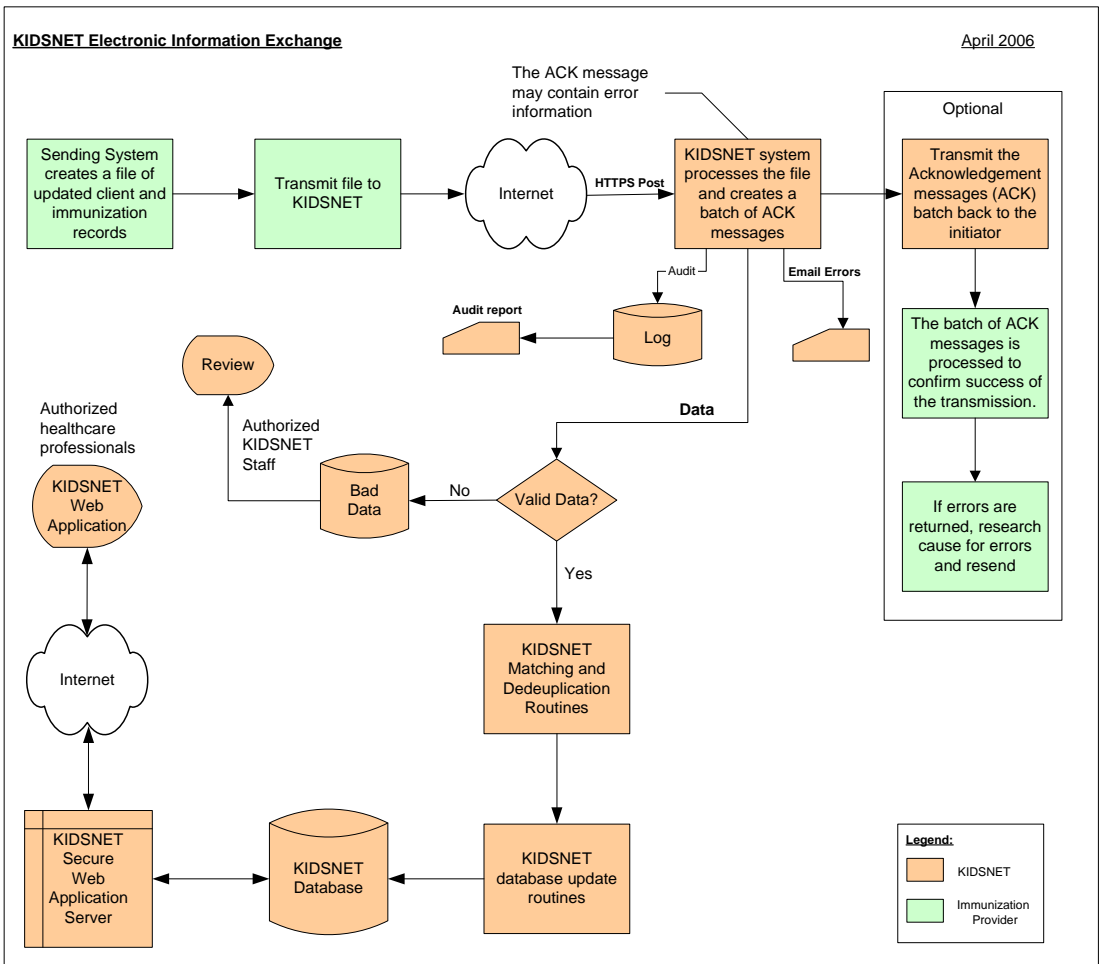 KIDSNET Electronic Information Exchange
April 2006
The ACK message
may contain error
information
Optional
Sending System
creates a file of
updated client and
immunization
records
Transmit file to
KIDSNET
Internet
HTTPS Post
KIDSNET system
processes the file
and creates a
batch of ACK
messages
Transmit the
Acknowledgement
messages (ACK)
batch back to the
initiator
Audit
Email Errors
Audit report
Log
The batch of ACK
messages is
processed to
confirm success of
the transmission.
Review
Data
Authorized
healthcare
professionals
Authorized
KIDSNET
Staff
KIDSNET
Web
Application
Bad
Data
No
Valid Data?
If errors are
returned, research
cause for errors
and resend
Yes
Internet
KIDSNET
Matching and
Dedeuplication
Routines
KIDSNET
Secure
Web
Application
Server
KIDSNET
Database
KIDSNET
database update
routines
Legend:
KIDSNET
Immunization
Provider